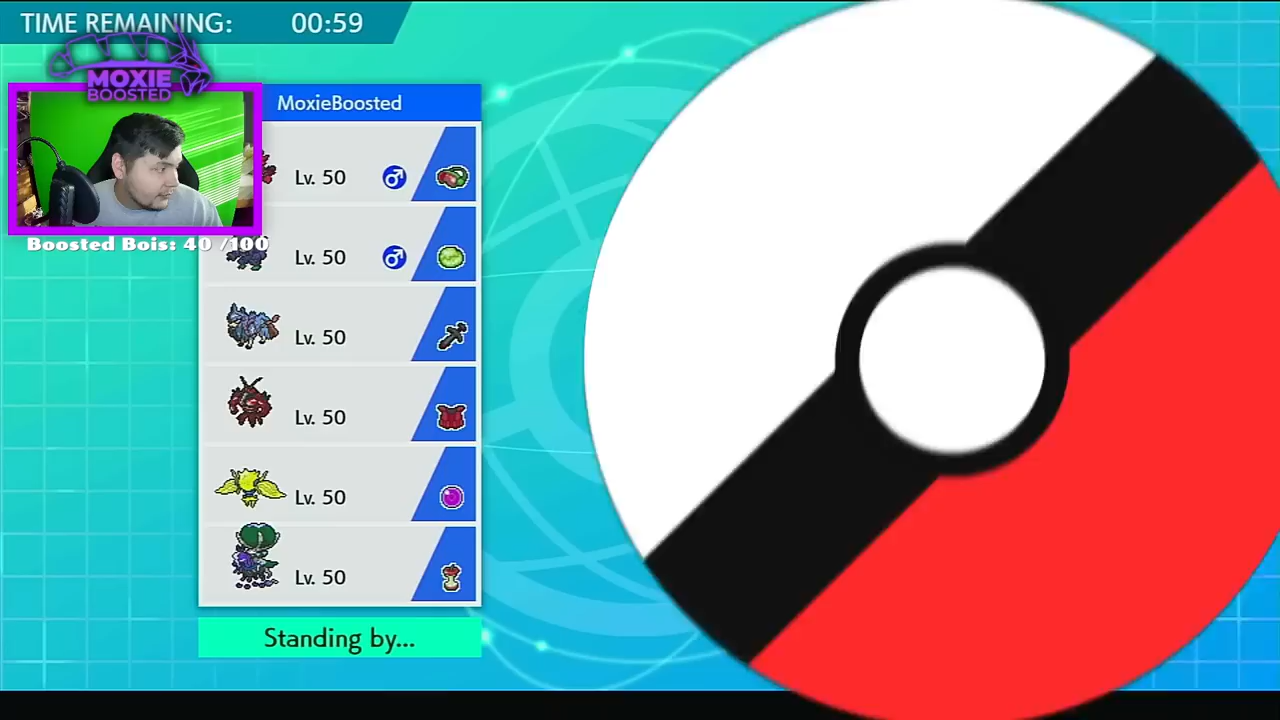 TIME REMAINING: 00:59
MOXIE
BOOSTED
MoxieBoosted
Lv. 50
Boosted Bois: 40 /100
Lv. 50
Lv. 50
Lv. 50
Lv. 50
Lv. 50
Standing by...